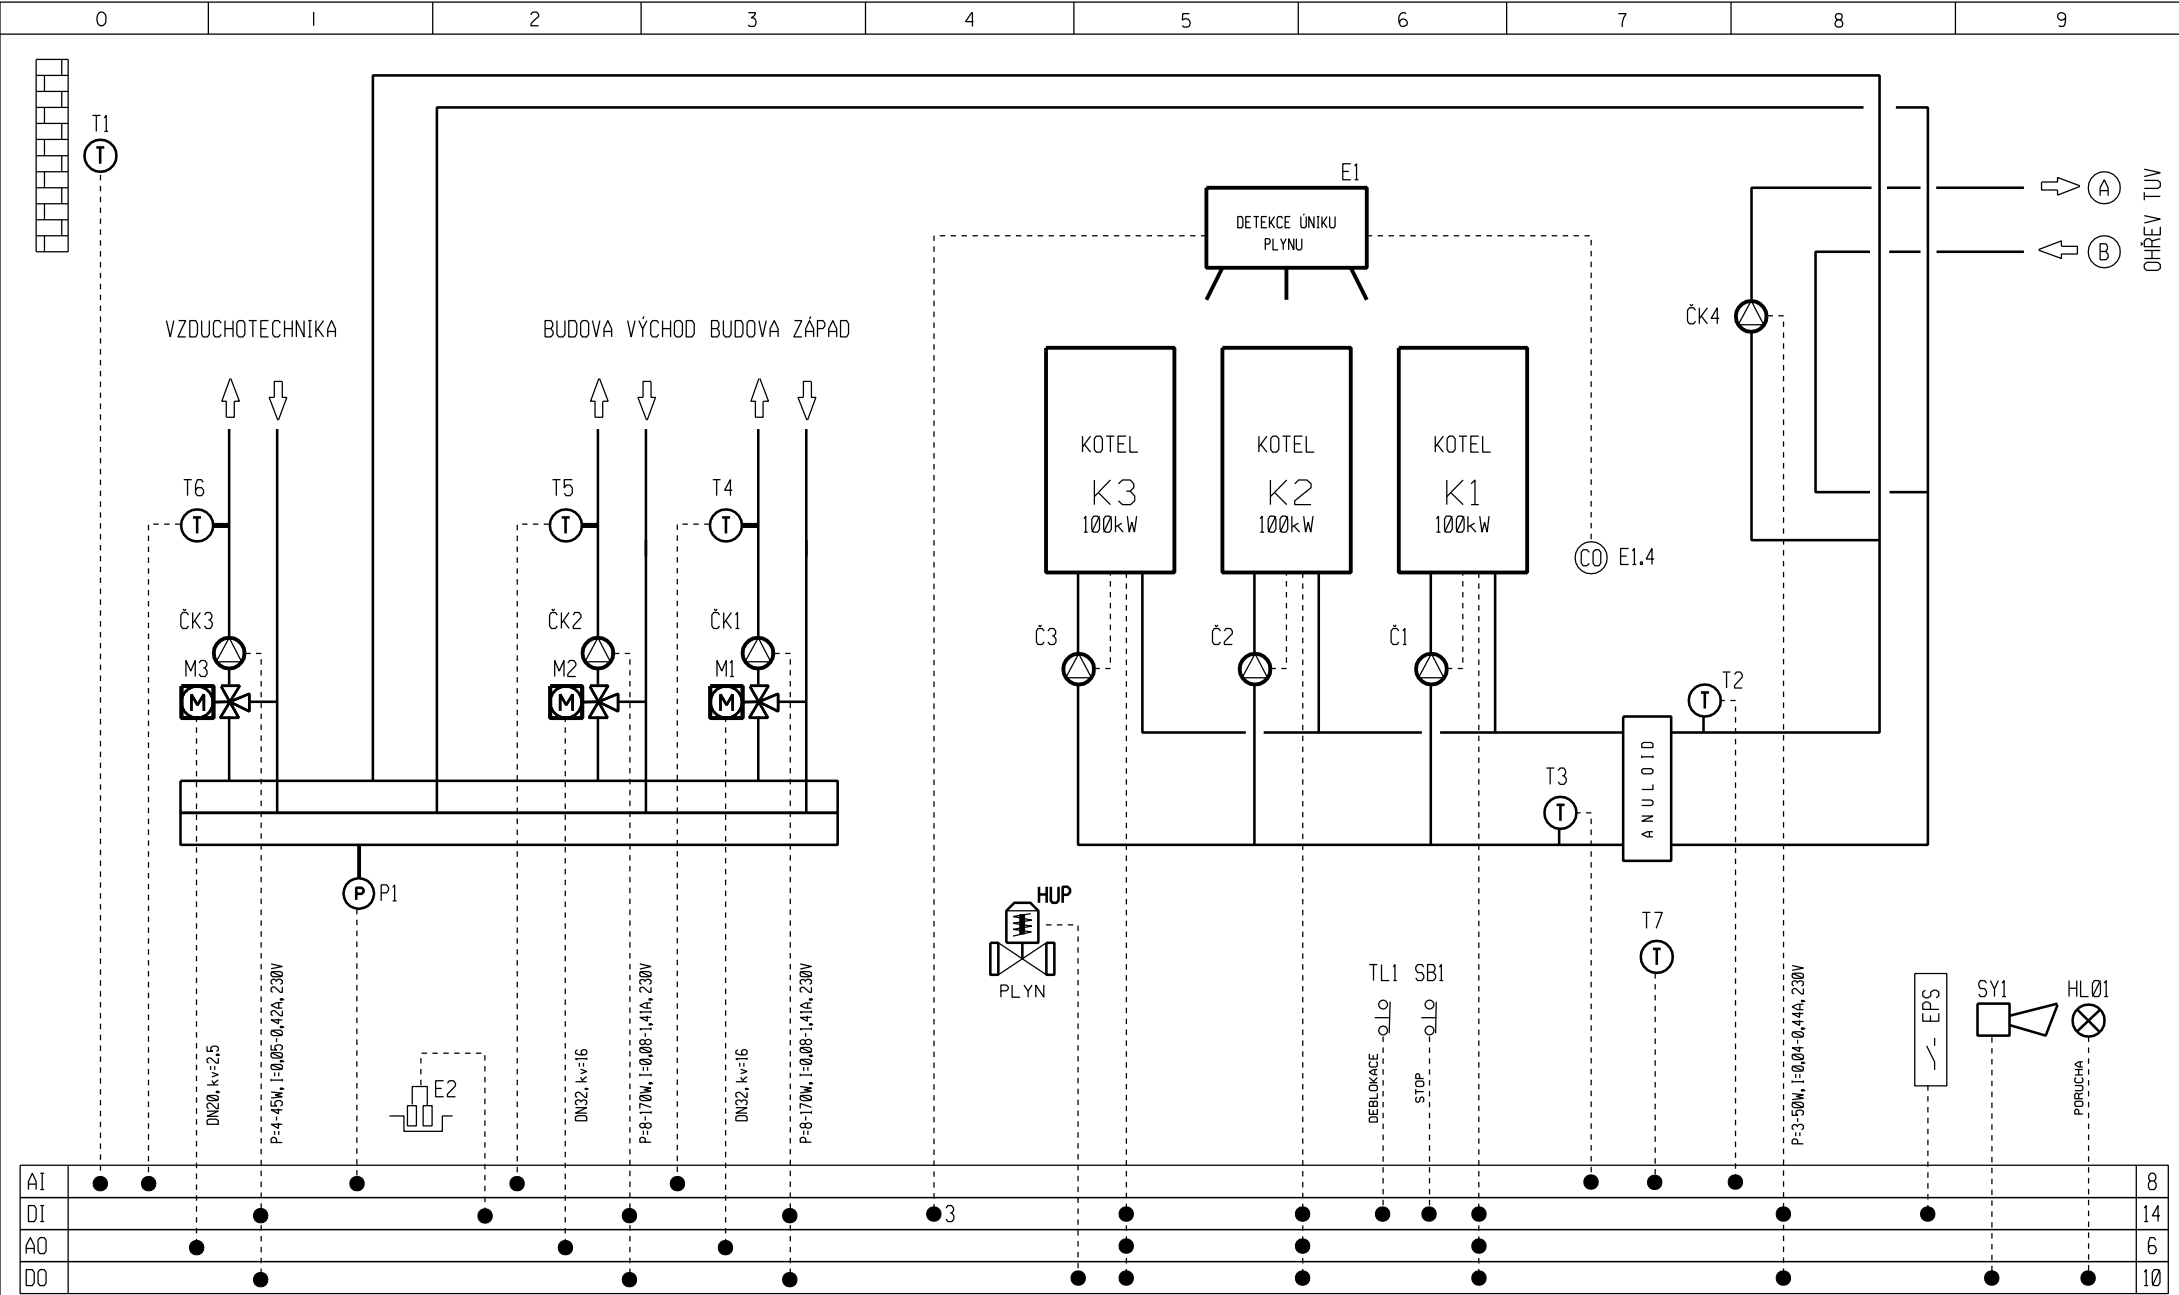 0 1 2 3 4 5 6 7 8 9
T1
T
E1
DETEKCE ÚNIKU
PLYNU
A
B
OHŘEV TUV
ČK4
VZDUCHOTECHNIKA
BUDOVA VÝCHOD
BUDOVA ZÁPAD
KOTEL
K3
100kW
KOTEL
K2
100kW
KOTEL
K1
100kW
T6
T
T5
T
T4
T
CO
E1.4
ČK3
ČK2
ČK1
Č3
Č2
Č1
M3
M
M2
M
M1
M
T2
T
T3
T
ANULOID
P
P1
HUP
PLYN
T7
T
TL1
SB1
DEBLOKACE
STOP
EPS
SY1
HL01
PORUCHA
E2
DN20, kv=2,5
P=4-45W, I=0,05-0,42A, 230V
DN32, kv=16
P=8-170W, I=0,08-1,41A, 230V
DN32, kv=16
P=8-170W, I=0,08-1,41A, 230V
P=3-50W, I=0,04-0,44A, 230V
AI 8
DI 3 14
AO 6
DO 10